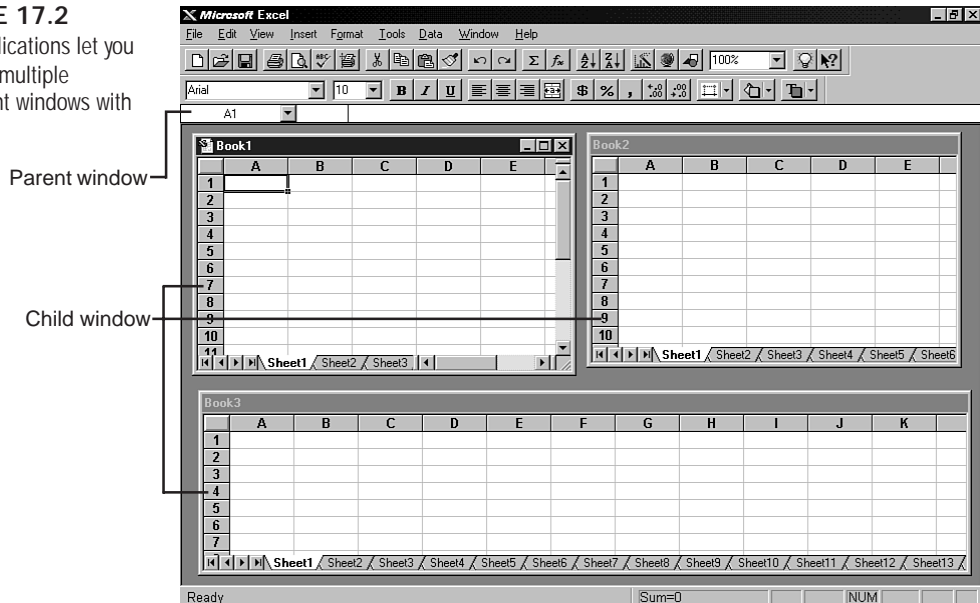 E 17.2
lications let you
multiple
t windows with
Parent window
Child window
Microsoft Excel
File Edit View Insert Format Tools Data Window Help
100%
Arial 10 B I U $ % ,
A1
Book1
A B C D E
1
2
3
4
5
6
7
8
9
10
11
Sheet1 Sheet2 Sheet3
Book2
A B C D E
1
2
3
4
5
6
7
8
9
10
Sheet1 Sheet2 Sheet3 Sheet4 Sheet5 Sheet6
Book3
A B C D E F G H I J K
1
2
3
4
5
6
7
Sheet1 Sheet2 Sheet3 Sheet4 Sheet5 Sheet6 Sheet7 Sheet8 Sheet9 Sheet10 Sheet11 Sheet12 Sheet13
Ready Sum=0 NUM